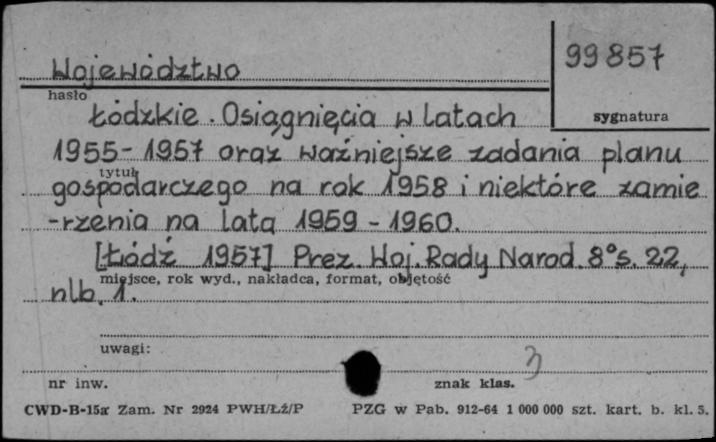 Województwo
99857
hasło
sygnatura
Łódzkie. Osiągnięcia w latach
1955-1957 oraz ważniejsze zadania planu
tytuł
gospodarczego na rok 1958 i niektóre zamie
-rzenia na lata 1959-1960.
[Łódź 1957] Prez. Woj. Rady Narod. 8°s. 22,
miejsce, rok wyd., nakładca, format, objętość
nlb. 1.
uwagi:
3
nr inw.
znak klas.
CWD-B-15a Zam. Nr 2924 PWH/ŁŻ/P
PZG w Pab. 912-64 1 000 000 szt. kart. b. kl. 5.